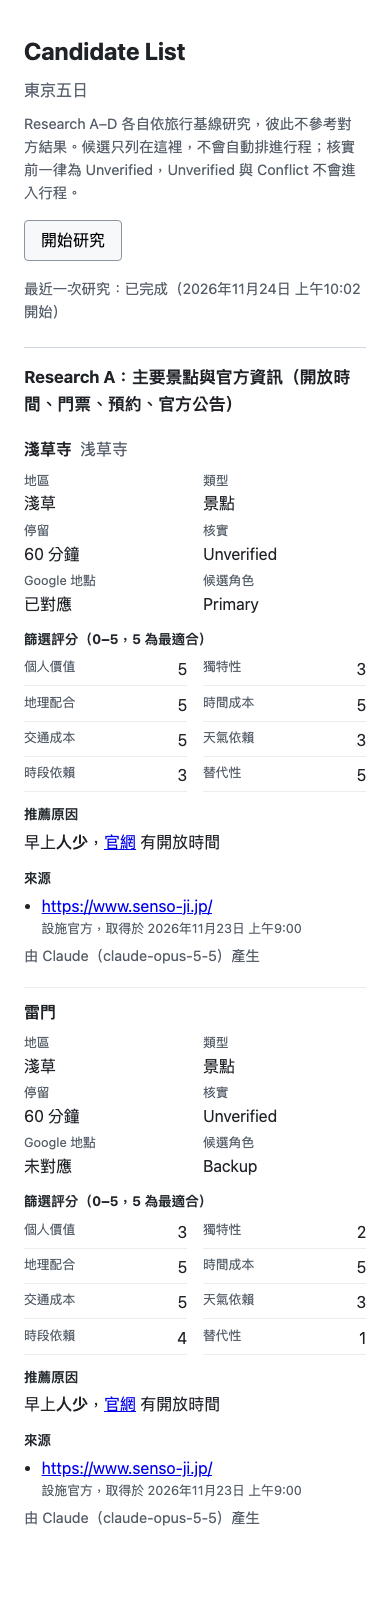 Candidate List
東京五日
Research A–D 各自依旅行基線研究，彼此不參考對
方結果。候選只列在這裡，不會自動排進行程；核實
前一律為 Unverified，Unverified 與 Conflict 不會進
入行程。
開始研究
最近一次研究：已完成（2026年11月24日 上午10:02
開始）
Research A：主要景點與官方資訊（開放時
間、門票、預約、官方公告）
淺草寺 浅草寺
地區 類型
淺草 景點
停留 核實
60 分鐘 Unverified
Google 地點 候選角色
已對應 Primary
篩選評分（0–5，5 為最適合）
個人價值 5 獨特性 3
地理配合 5 時間成本 5
交通成本 5 天氣依賴 3
時段依賴 3 替代性 5
推薦原因
早上人少，官網 有開放時間
來源
• https://www.senso-ji.jp/
設施官方，取得於 2026年11月23日 上午9:00
由 Claude（claude-opus-5-5）產生
雷門
地區 類型
淺草 景點
停留 核實
60 分鐘 Unverified
Google 地點 候選角色
未對應 Backup
篩選評分（0–5，5 為最適合）
個人價值 3 獨特性 2
地理配合 5 時間成本 5
交通成本 5 天氣依賴 3
時段依賴 4 替代性 1
推薦原因
早上人少，官網 有開放時間
來源
• https://www.senso-ji.jp/
設施官方，取得於 2026年11月23日 上午9:00
由 Claude（claude-opus-5-5）產生